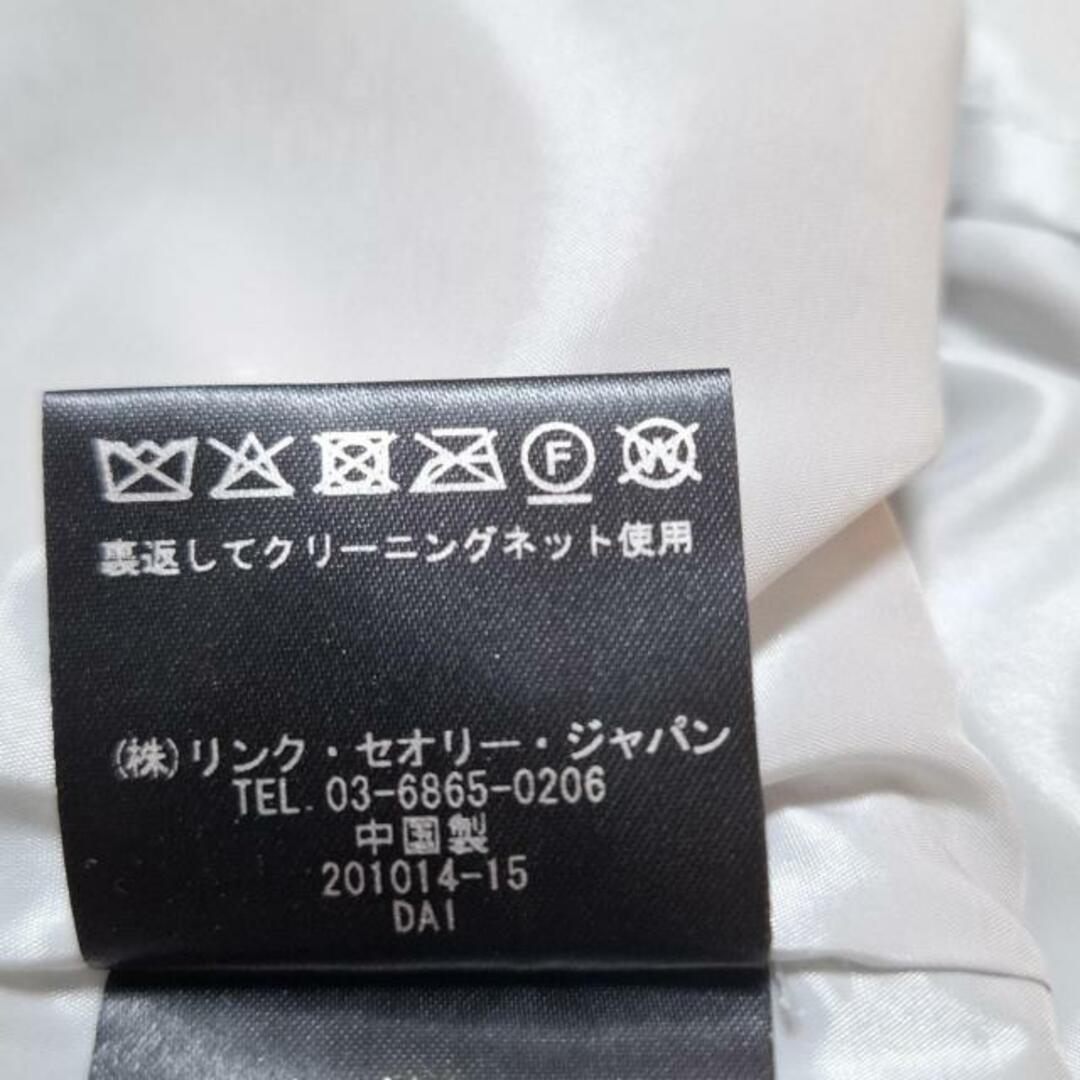 F W
裏返してクリーニングネット使用
(株)リンク・セオリー・ジャパン
TEL. 03-6865-0206
中国製
201014-15
DAI